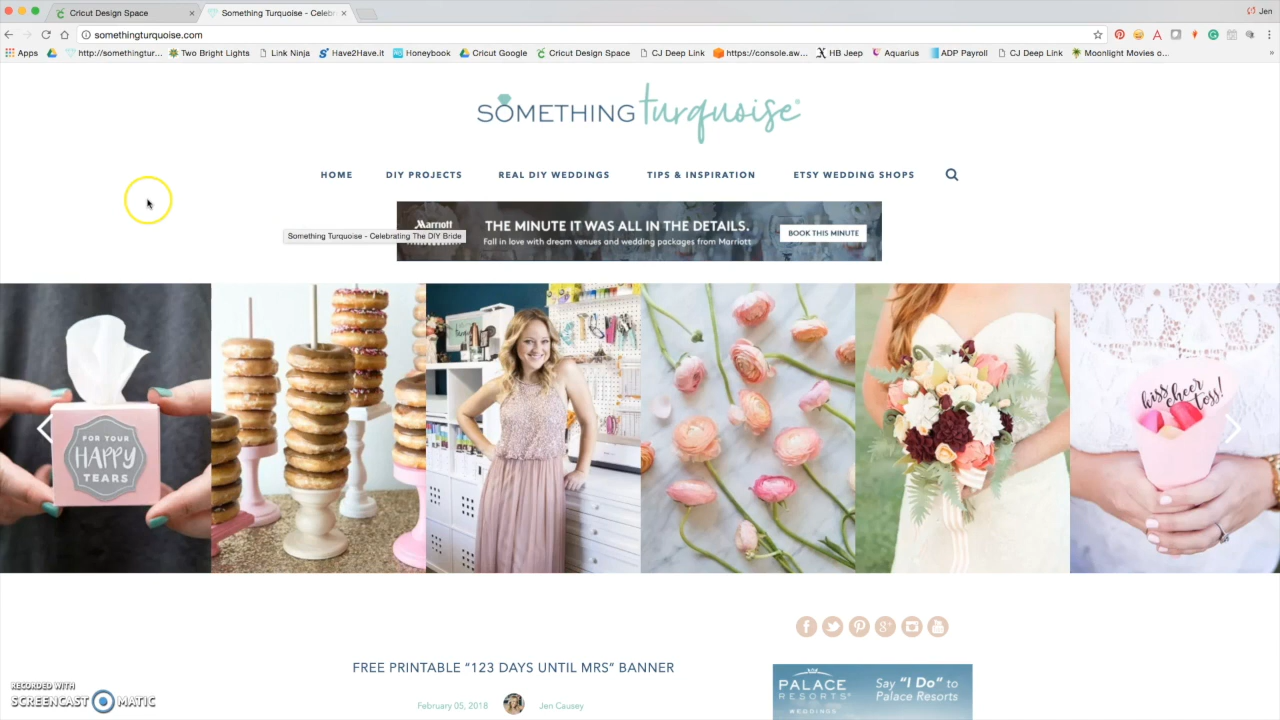 Cricut Design Space
Something Turquoise - Celebr
Jen
somethingturquoise.com
Apps
http://somethingtur...
Two Bright Lights
Link Ninja
Have2Have.it
Honeybook
Cricut Google
Cricut Design Space
CJ Deep Link
https://console.aw...
HB Jeep
Aquarius
ADP Payroll
CJ Deep Link
Moonlight Movies o...
SOMETHING turquoise
HOME
DIY PROJECTS
REAL DIY WEDDINGS
TIPS & INSPIRATION
ETSY WEDDING SHOPS
Marriott
THE MINUTE IT WAS ALL IN THE DETAILS.
Fall in love with dream venues and wedding packages from Marriott
BOOK THIS MINUTE
Something Turquoise - Celebrating The DIY Bride
FOR YOUR
HAPPY
TEARS
kiss
cheer
toss!
FREE PRINTABLE “123 DAYS UNTIL MRS” BANNER
February 05, 2018
Jen Causey
PALACE
RESORTS
WEDDINGS
Say “I Do” to
Palace Resorts
RECORDED WITH
SCREENCAST MATIC